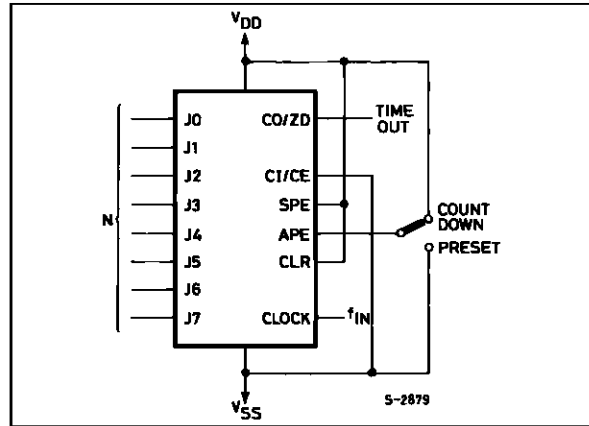 VDD
J0 CO/ZD TIME OUT
J1
J2 CI/CE
N J3 SPE COUNT DOWN
J4 APE PRESET
J5 CLR
J6
J7 CLOCK fIN
VSS
S-2879